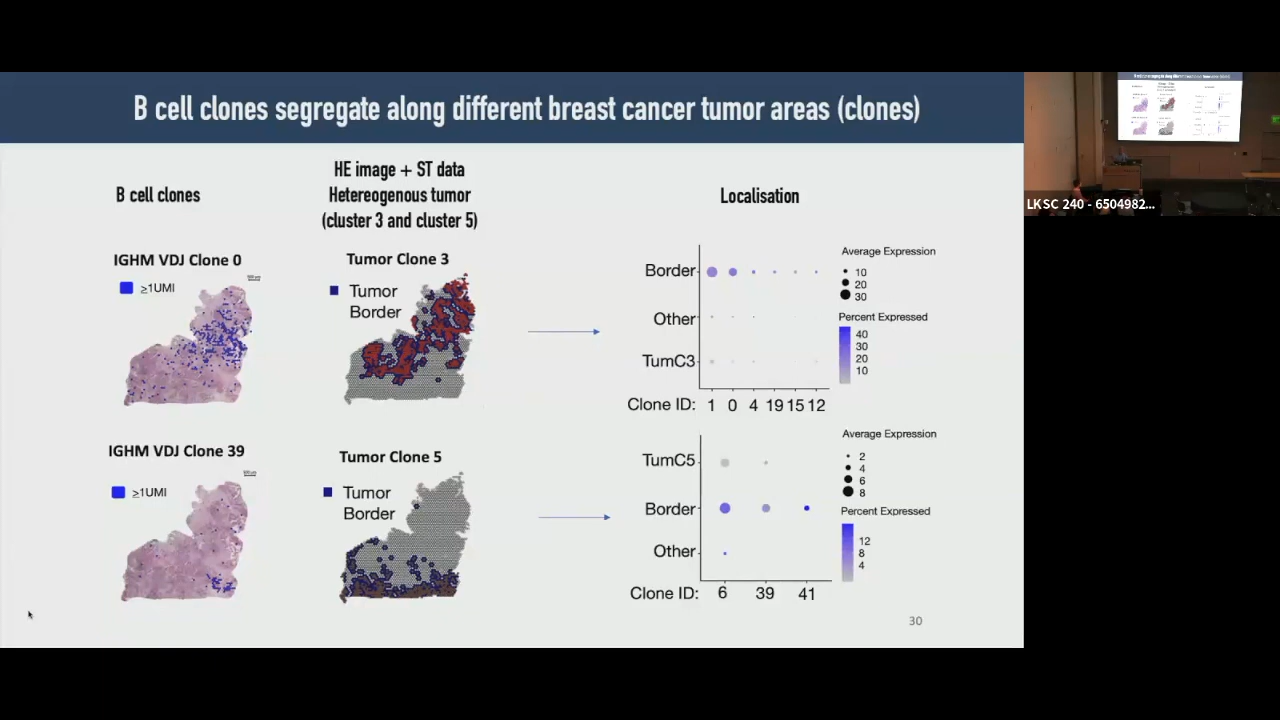 B cell clones segregate along different breast cancer tumor areas (clones)
B cell clones
HE image + ST data
Hetereogenous tumor
(cluster 3 and cluster 5)
Localisation
IGHM VDJ Clone 0
≥1UMI
Tumor Clone 3
Tumor
Border
Border
Other
TumC3
Clone ID: 1 0 4 19 15 12
Average Expression
10
20
30
Percent Expressed
40
30
20
10
IGHM VDJ Clone 39
≥1UMI
Tumor Clone 5
Tumor
Border
TumC5
Border
Other
Clone ID: 6 39 41
Average Expression
2
4
6
8
Percent Expressed
12
8
4
30
LKSC 240 - 6504982...